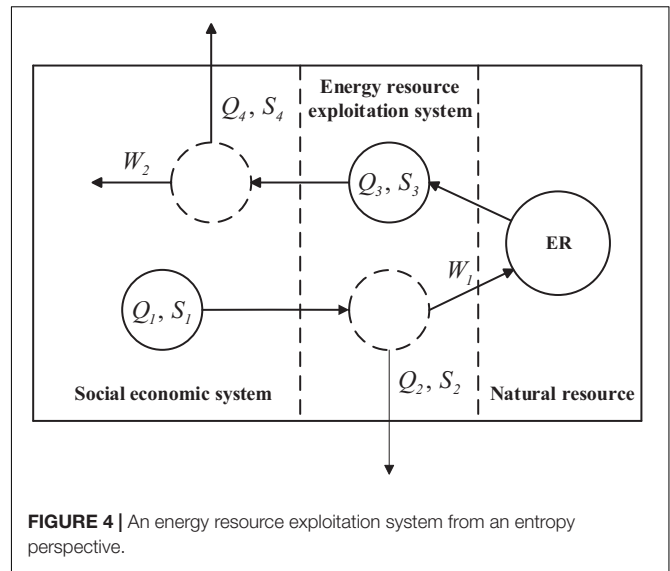 Energy resource
exploitation system
Q4, S4
W2
Q3, S3
ER
W1
Q1, S1
Q2, S2
Social economic system
Natural resource
FIGURE 4 | An energy resource exploitation system from an entropy
perspective.